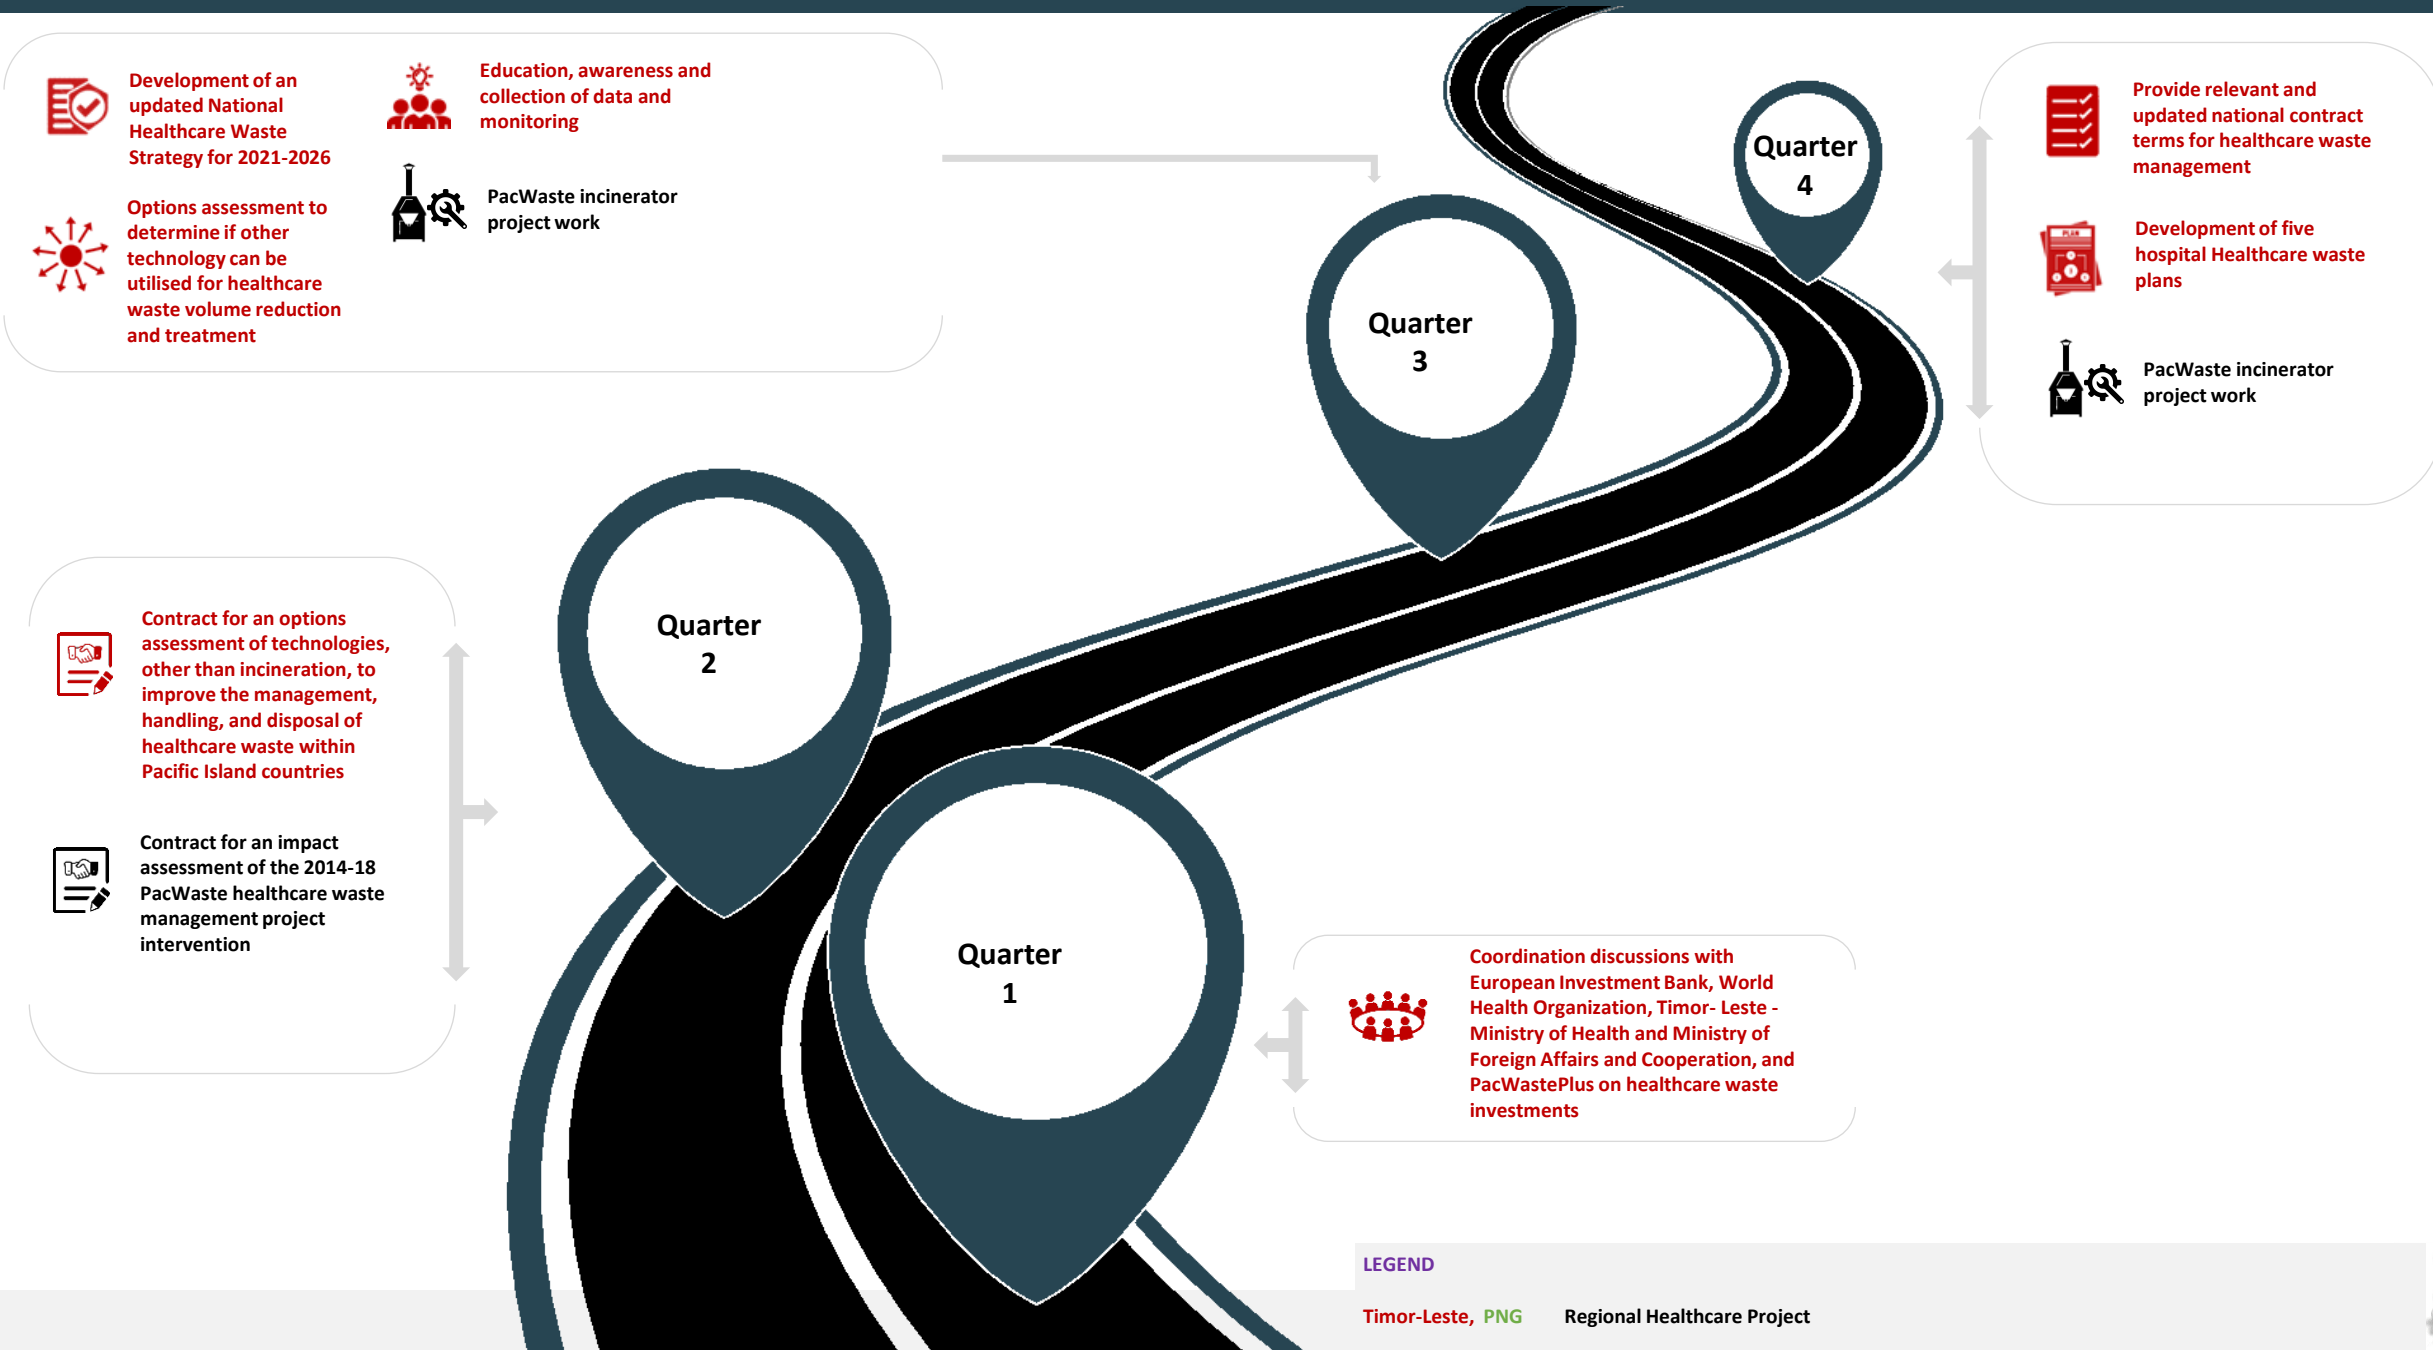 Development of an
updated National
Healthcare Waste
Strategy for 2021-2026
Options assessment to
determine if other
technology can be
utilised for healthcare
waste volume reduction
and treatment
Education, awareness and
collection of data and
monitoring
PacWaste incinerator
project work
Quarter
4
Provide relevant and
updated national contract
terms for healthcare waste
management
PLAN
Development of five
hospital Healthcare waste
plans
PacWaste incinerator
project work
Quarter
3
Quarter
2
Contract for an options
assessment of technologies,
other than incineration, to
improve the management,
handling, and disposal of
healthcare waste within
Pacific Island countries
Contract for an impact
assessment of the 2014-18
PacWaste healthcare waste
management project
intervention
Quarter
1
Coordination discussions with
European Investment Bank, World
Health Organization, Timor- Leste -
Ministry of Health and Ministry of
Foreign Affairs and Cooperation, and
PacWastePlus on healthcare waste
investments
LEGEND
Timor-Leste, PNG Regional Healthcare Project